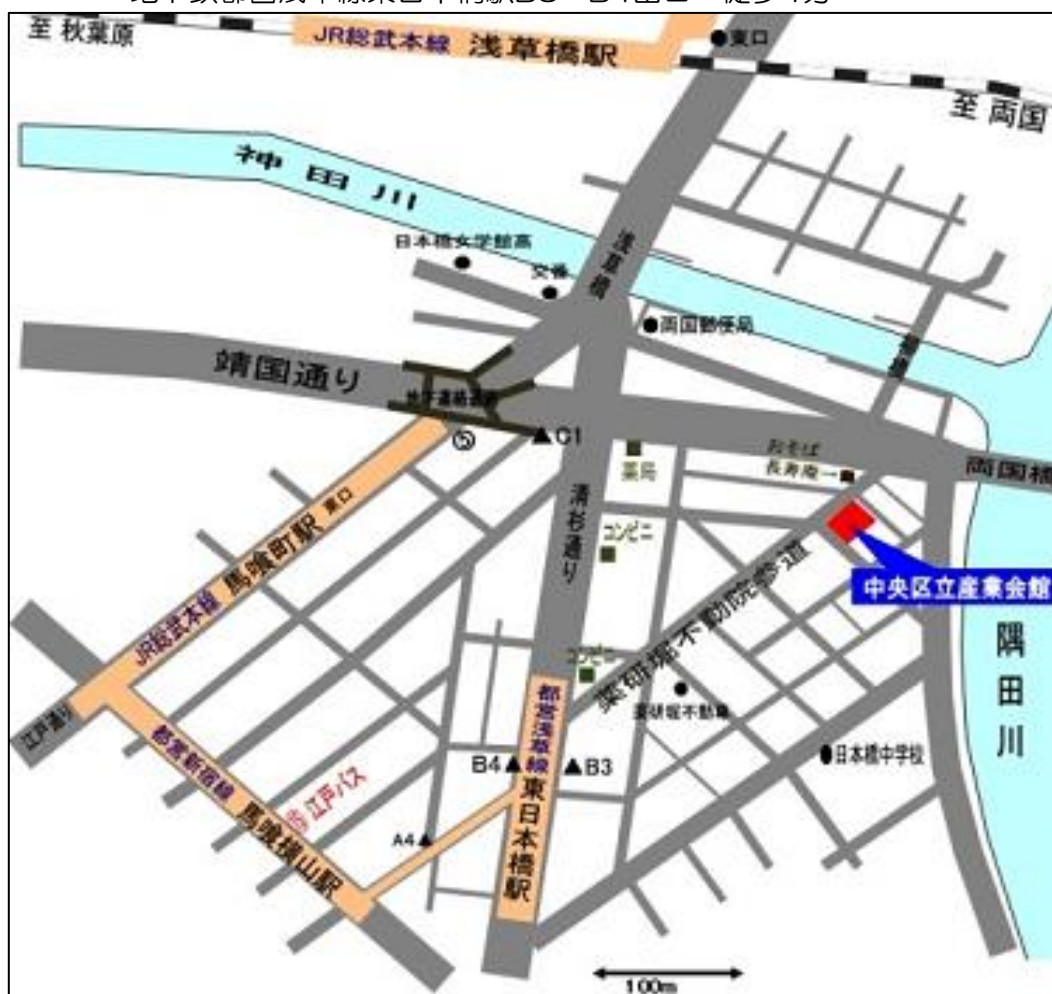 至 秋葉原
JR総武本線 浅草橋駅
東口
至 両国
神田川
日本橋女学館高
交番
浅草橋
両国郵便局
靖国通り
地下連絡通路
⑤
C1
薬局
おそば
長寿庵→
両国橋
清杉通り
コンビニ
中央区立産業会館
JR総武本線 馬喰町駅 東口
薬研堀不動院参道
コンビニ
隅田川
江戸通り
都営浅草線 東日本橋駅
日本橋中学校
B4
B3
都営新宿線 馬喰横山駅
江戸バス
A4
100m